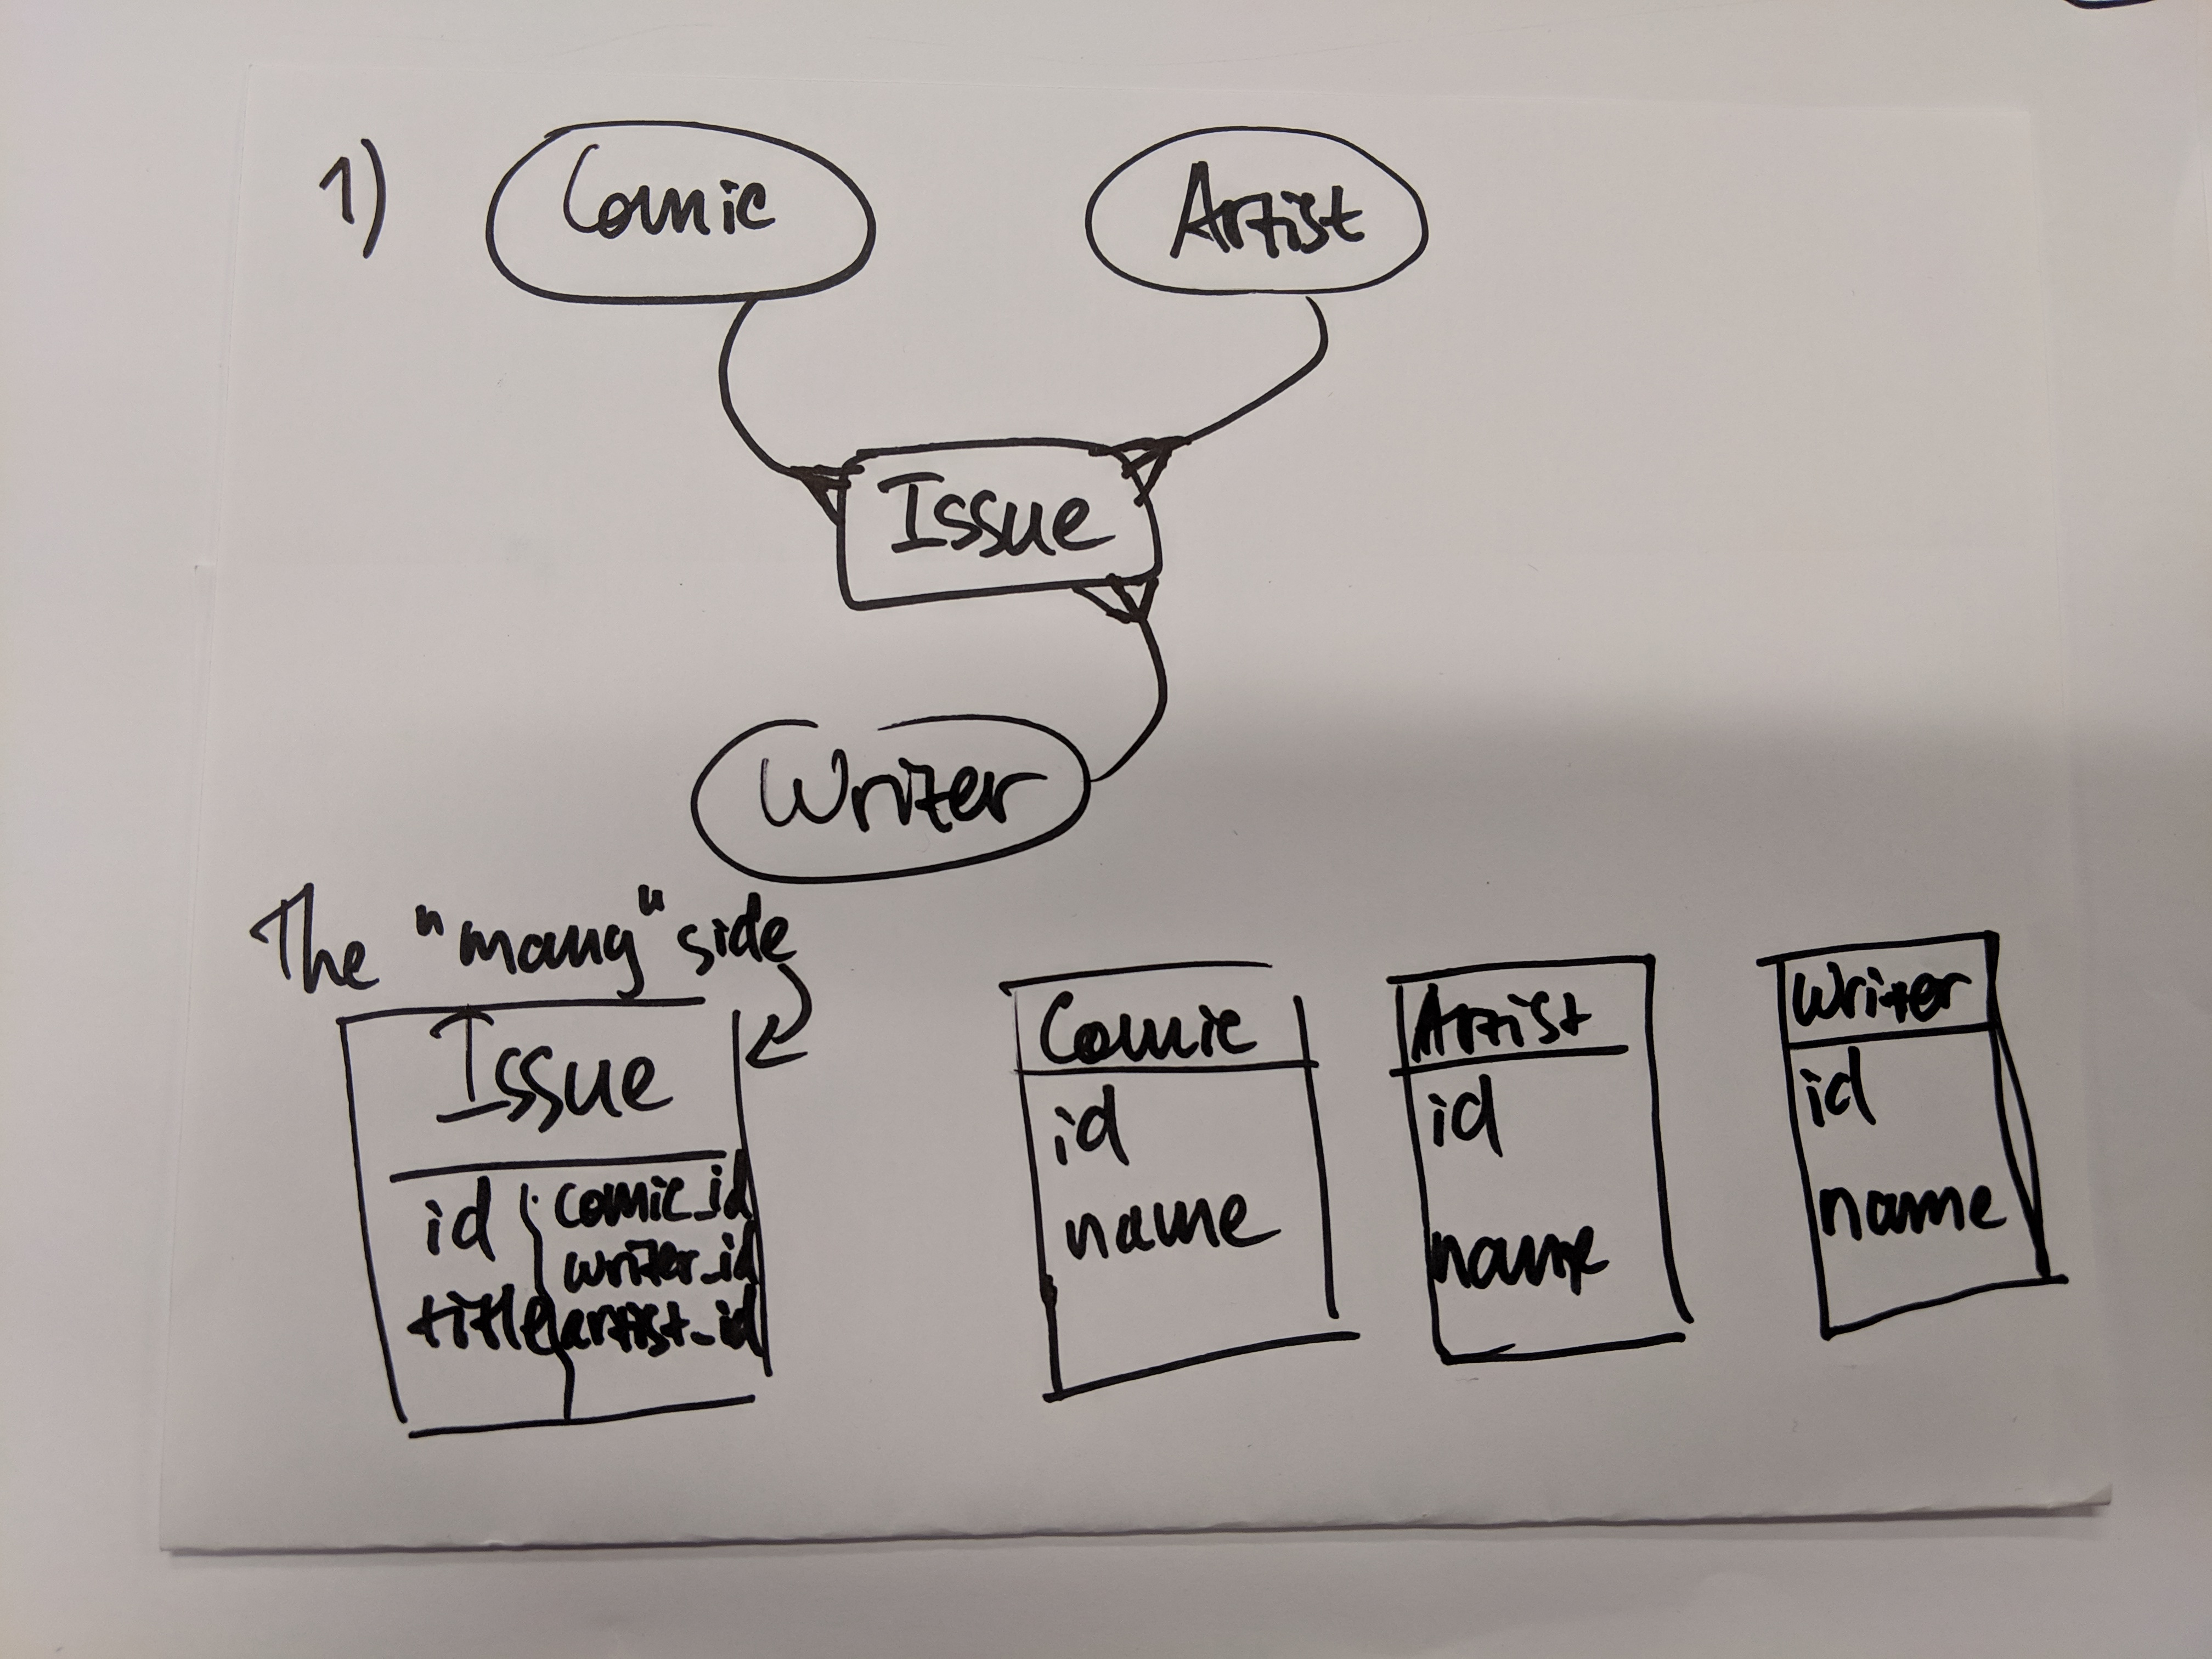 1)
Comic
Artist
Issue
Writer
The "many" side
Issue
id
title
comic_id
writer_id
artist_id
Comic
id
name
Artist
id
name
Writer
id
name